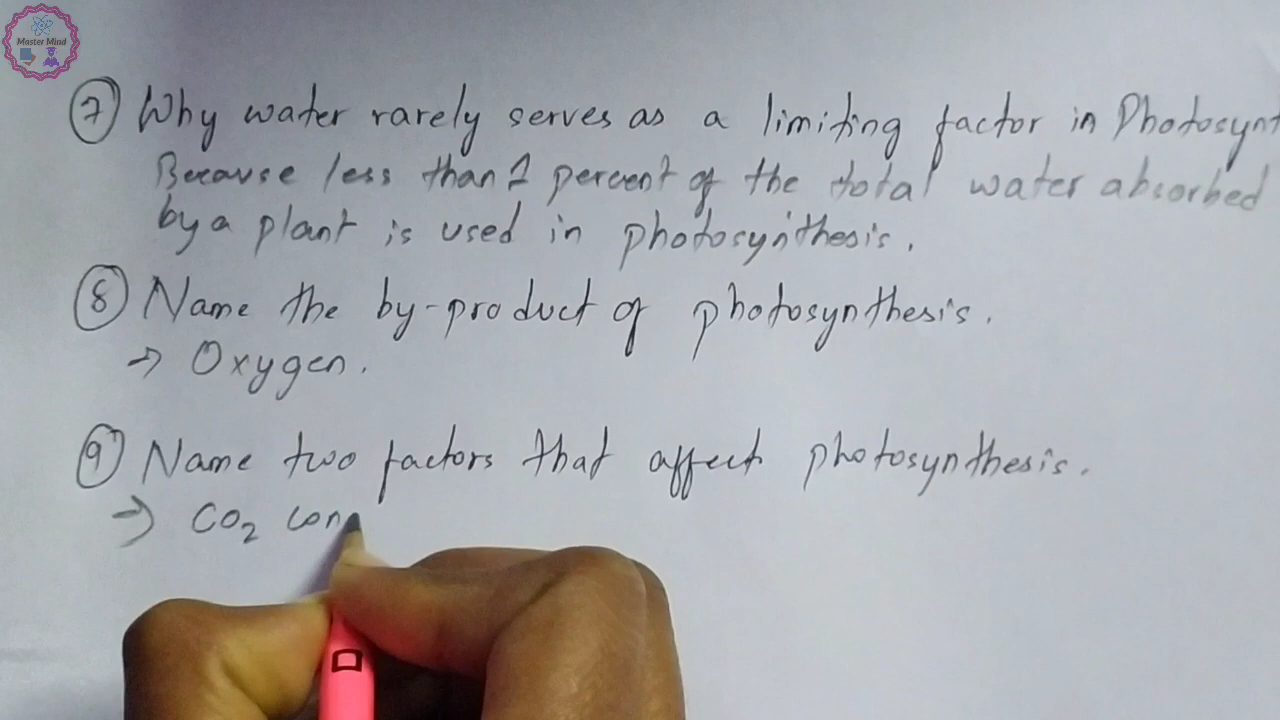 Master Mind
7 Why water rarely serves as a limiting factor in Photosynt
Because less than 1 percent of the total water absorbed
by a plant is used in photosynthesis.
8 Name the by-product of photosynthesis.
→ Oxygen.
9 Name two factors that affect photosynthesis.
→ CO₂ con